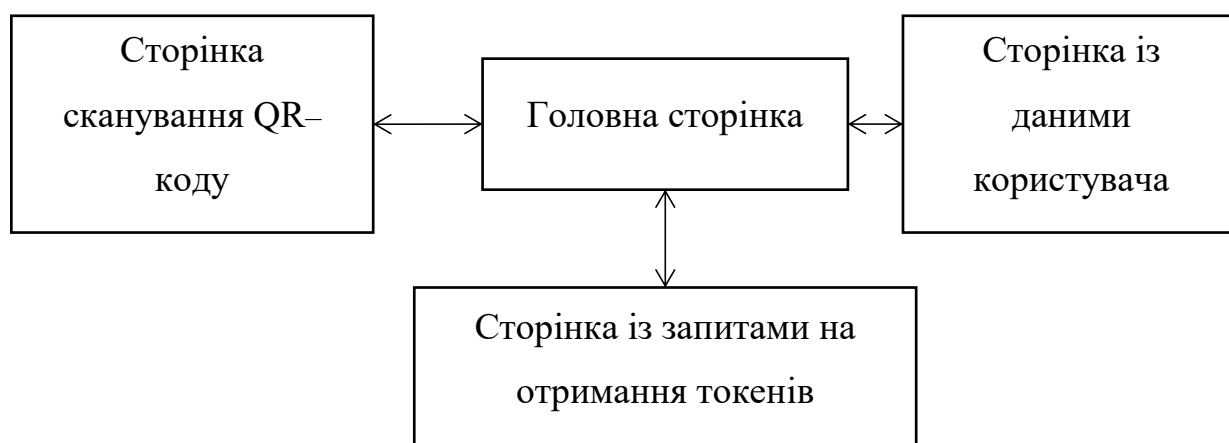 Сторінка
сканування QR–
коду
Головна сторінка
Сторінка із
даними
користувача
Сторінка із запитами на
отримання токенів